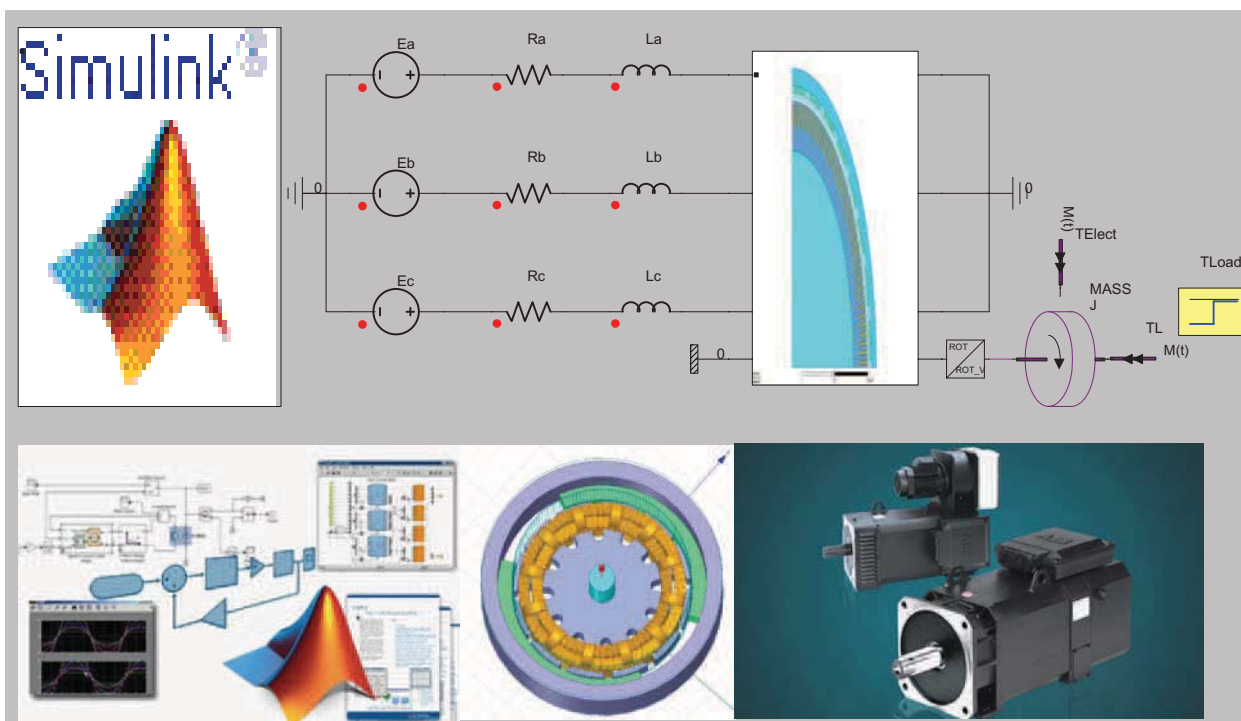 Simulink
Ea
Ra
La
Eb
Rb
Lb
0
0
Ec
Rc
Lc
0
M(t)
TElect
TLoad
MASS
J
TL
M(t)
ROT
ROT_V